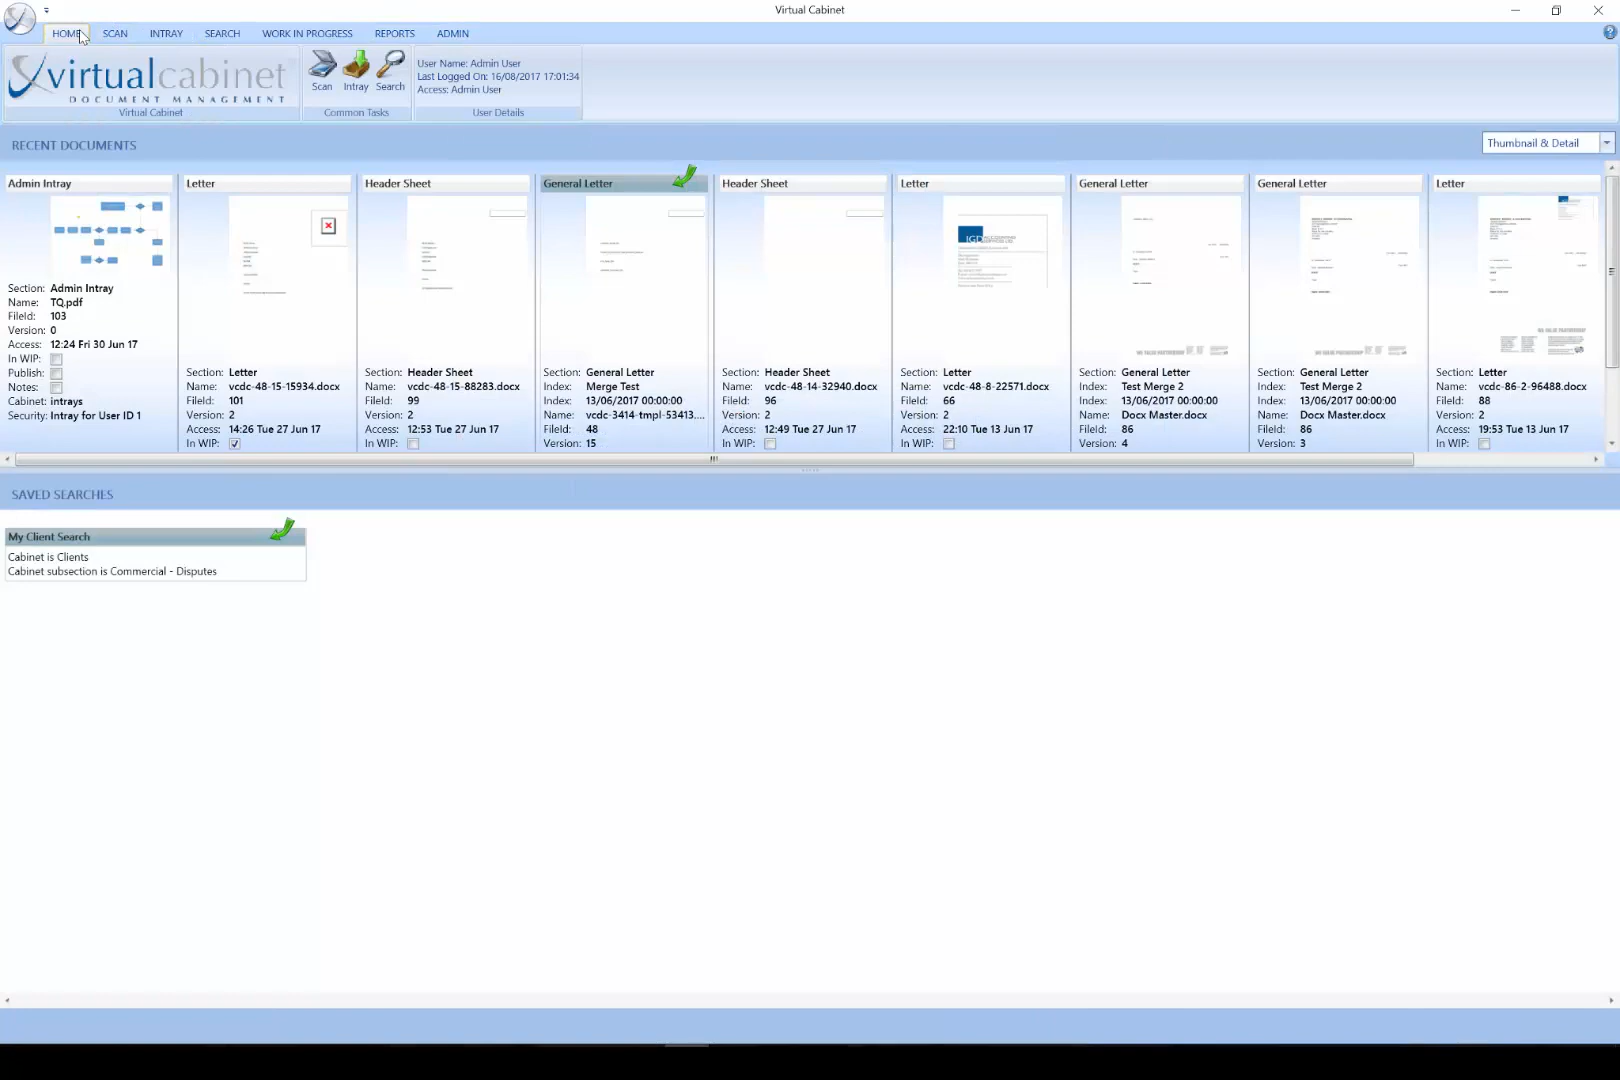 Virtual Cabinet
HOME SCAN INTRAY SEARCH WORK IN PROGRESS REPORTS ADMIN
virtualcabinet
DOCUMENT MANAGEMENT
Virtual Cabinet
Scan Intray Search
Common Tasks
User Name: Admin User
Last Logged On: 16/08/2017 17:01:34
Access: Admin User
User Details
RECENT DOCUMENTS
Thumbnail & Detail
Admin Intray
Section: Admin Intray
Name: TQ.pdf
FileId: 103
Version: 0
Access: 12:24 Fri 30 Jun 17
In WIP:
Publish:
Notes:
Cabinet: intrays
Security: Intray for User ID 1
Letter
Section: Letter
Name: vcdc-48-15-15934.docx
FileId: 101
Version: 2
Access: 14:26 Tue 27 Jun 17
In WIP:
Header Sheet
Section: Header Sheet
Name: vcdc-48-15-88283.docx
FileId: 99
Version: 2
Access: 12:53 Tue 27 Jun 17
In WIP:
General Letter
Section: General Letter
Index: Merge Test
Index: 13/06/2017 00:00:00
Name: vcdc-3414-tmpl-53413....
FileId: 48
Version: 15
Header Sheet
Section: Header Sheet
Name: vcdc-48-14-32940.docx
FileId: 96
Version: 2
Access: 12:49 Tue 27 Jun 17
In WIP:
Letter
IGD
Section: Letter
Name: vcdc-48-8-22571.docx
FileId: 66
Version: 2
Access: 22:10 Tue 13 Jun 17
In WIP:
General Letter
Section: General Letter
Index: Test Merge 2
Index: 13/06/2017 00:00:00
Name: Docx Master.docx
FileId: 86
Version: 4
General Letter
Section: General Letter
Index: Test Merge 2
Index: 13/06/2017 00:00:00
Name: Docx Master.docx
FileId: 86
Version: 3
Letter
Section: Letter
Name: vcdc-86-2-96488.docx
FileId: 88
Version: 2
Access: 19:53 Tue 13 Jun 17
In WIP:
SAVED SEARCHES
My Client Search
Cabinet is Clients
Cabinet subsection is Commercial - Disputes